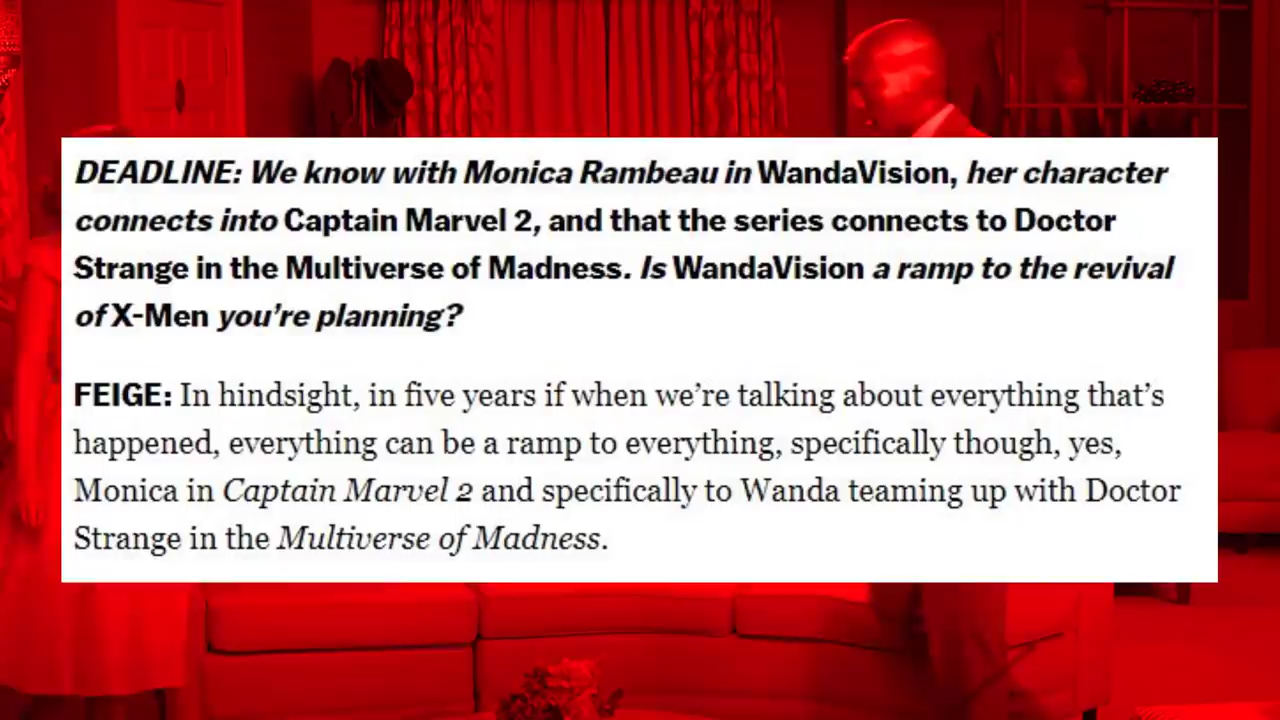 DEADLINE: We know with Monica Rambeau in WandaVision, her character
connects into Captain Marvel 2, and that the series connects to Doctor
Strange in the Multiverse of Madness. Is WandaVision a ramp to the revival
of X-Men you’re planning?
FEIGE: In hindsight, in five years if when we’re talking about everything that’s
happened, everything can be a ramp to everything, specifically though, yes,
Monica in Captain Marvel 2 and specifically to Wanda teaming up with Doctor
Strange in the Multiverse of Madness.